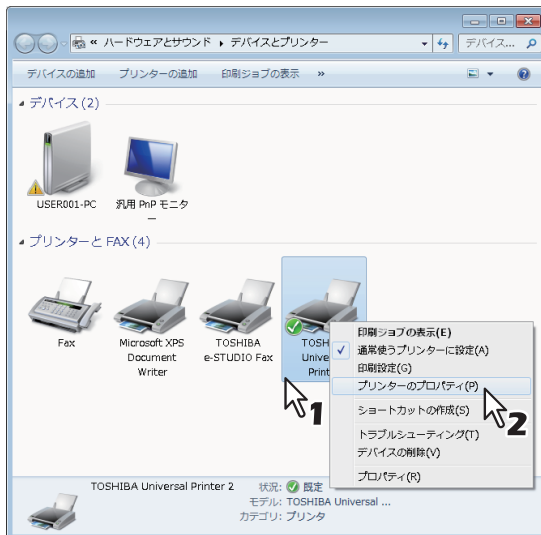 « ハードウェアとサウンド ▸ デバイスとプリンター
デバイス...
デバイスの追加 プリンターの追加 印刷ジョブの表示 »
デバイス (2)
USER001-PC
汎用 PnP モニタ
ー
プリンターと FAX (4)
Fax
Microsoft XPS
Document
Writer
TOSHIBA
e-STUDIO Fax
TOSH
Unive
Print
印刷ジョブの表示(E)
通常使うプリンターに設定(A)
印刷設定(G)
プリンターのプロパティ(P)
ショートカットの作成(S)
トラブルシューティング(T)
デバイスの削除(V)
プロパティ(R)
1
2
TOSHIBA Universal Printer 2 状況: 既定
モデル: TOSHIBA Universal ...
カテゴリ: プリンタ